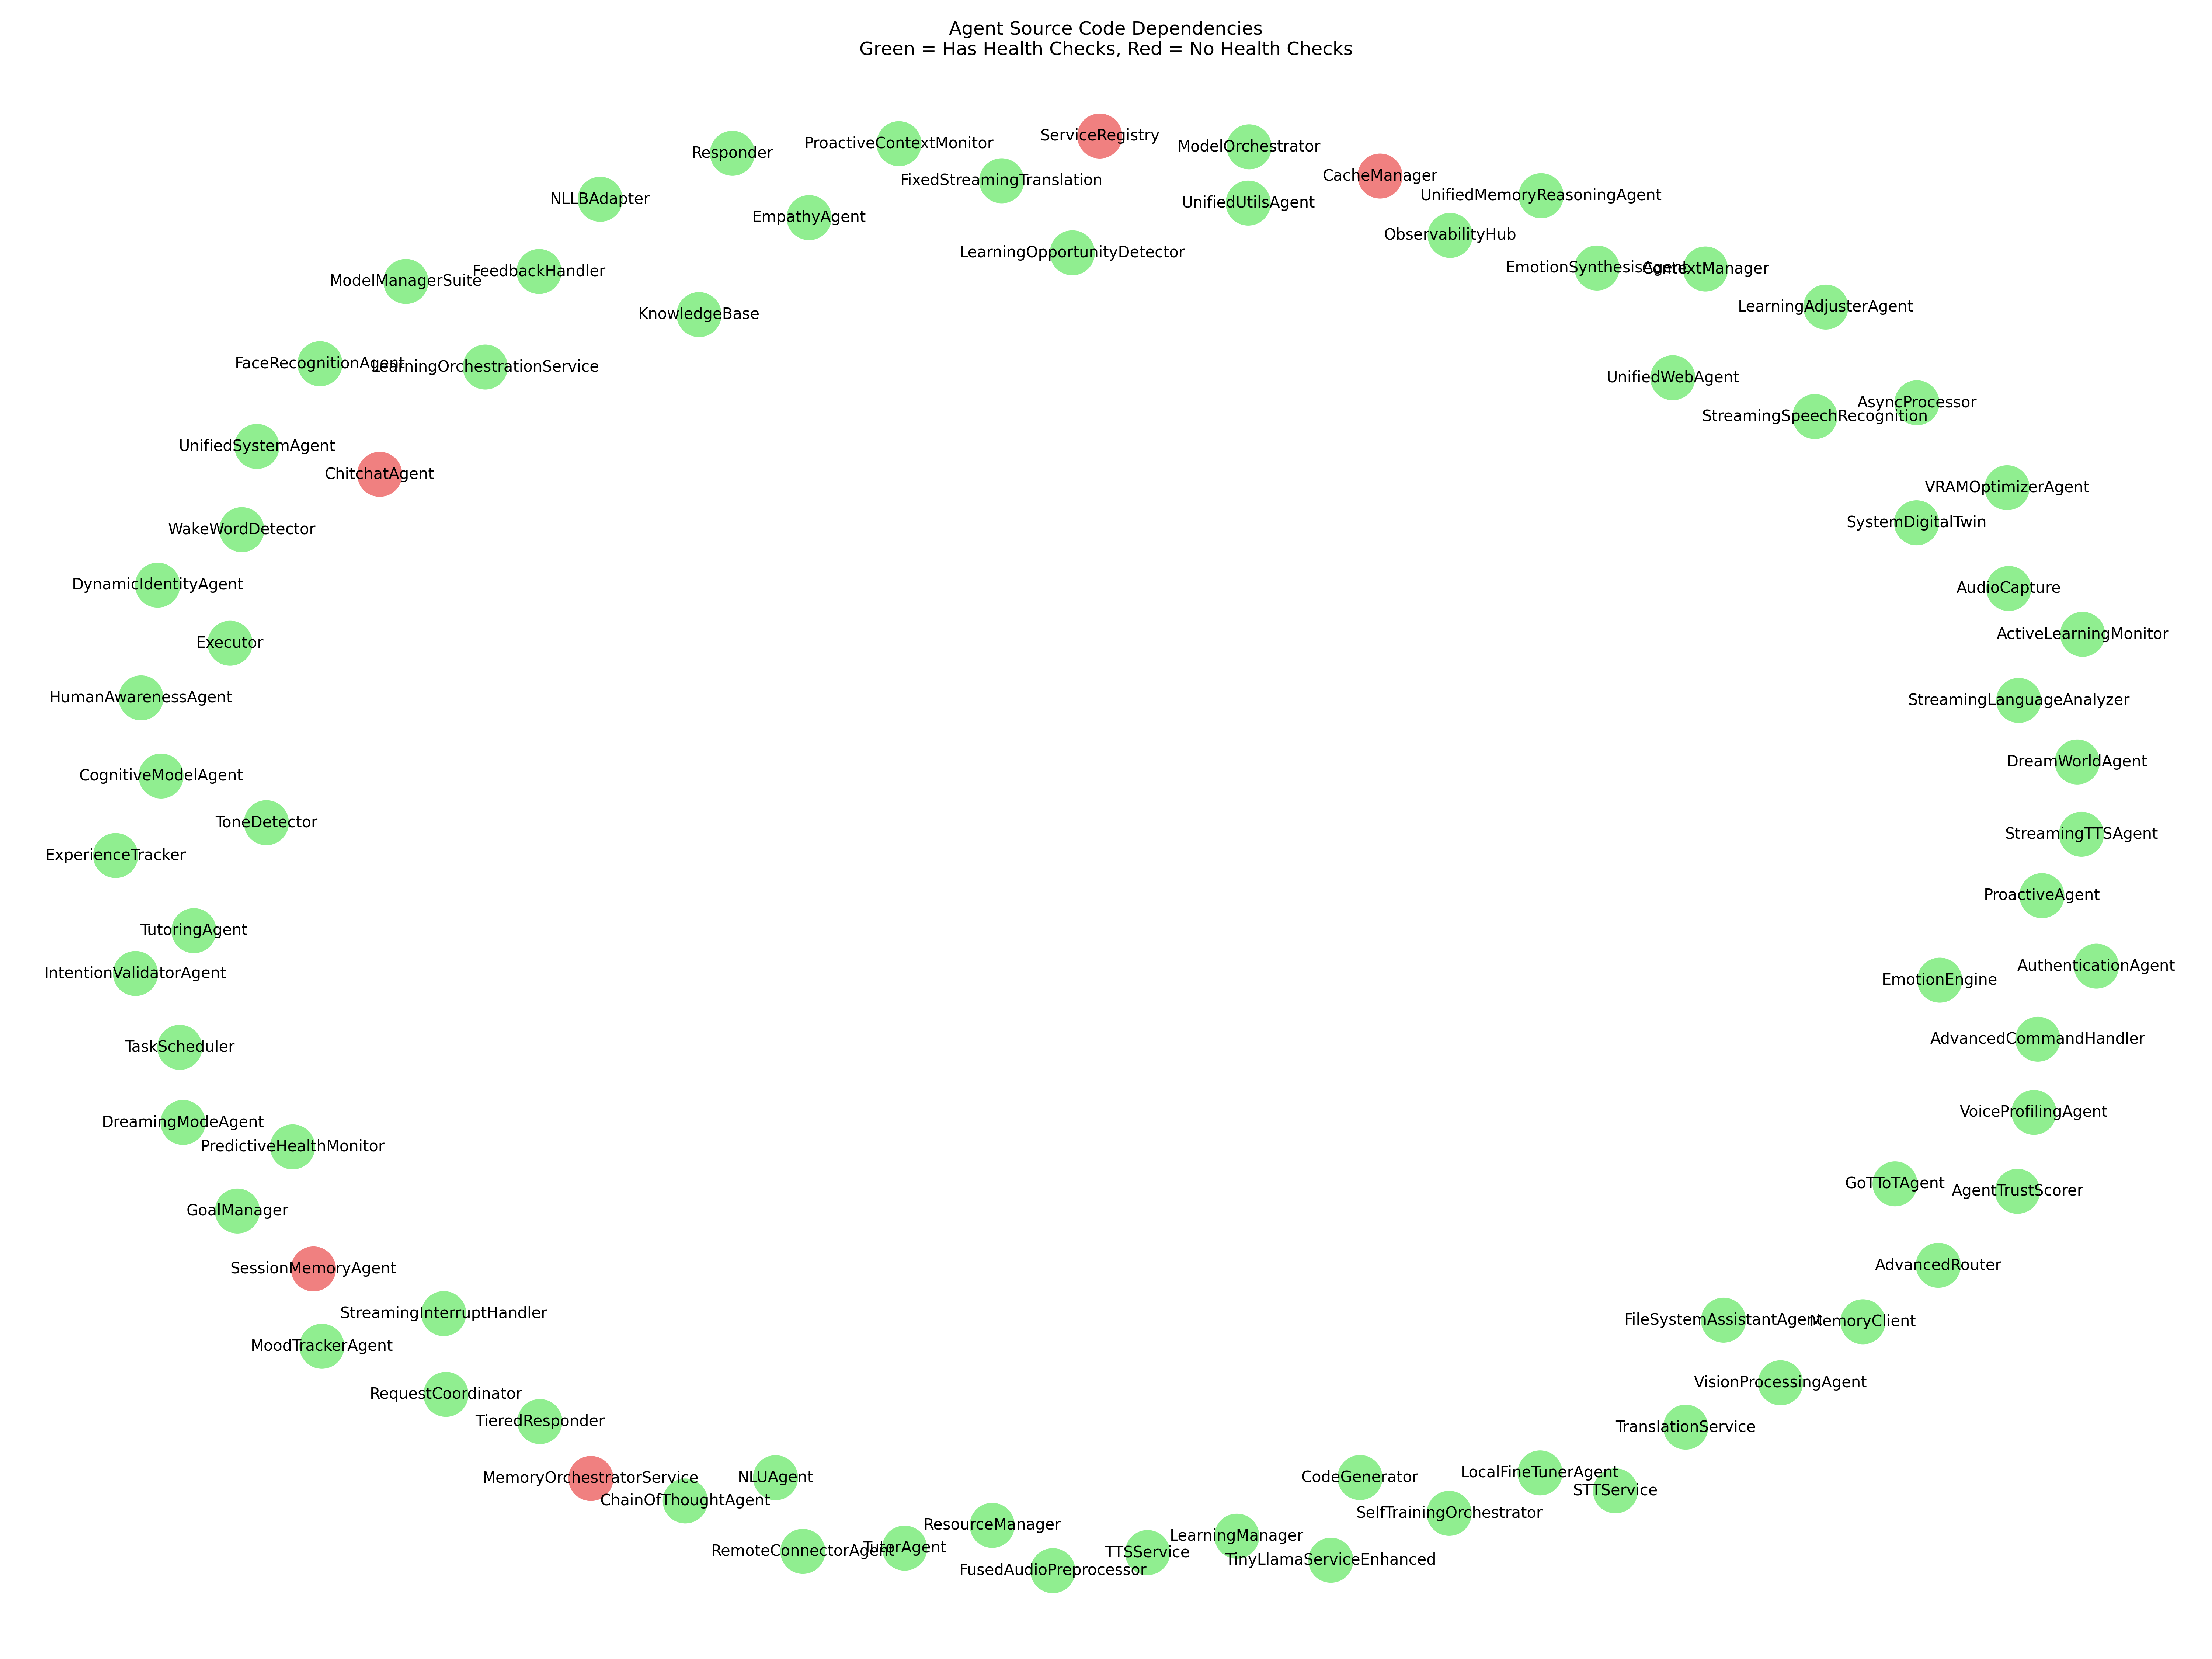 Agent Source Code Dependencies
Green = Has Health Checks, Red = No Health Checks
ServiceRegistry
ProactiveContextMonitor
ModelOrchestrator
Responder
CacheManager
FixedStreamingTranslation
UnifiedMemoryReasoningAgent
NLLBAdapter
UnifiedUtilsAgent
EmpathyAgent
ObservabilityHub
LearningOpportunityDetector
EmotionSynthesisAgent
ContextManager
FeedbackHandler
ModelManagerSuite
LearningAdjusterAgent
KnowledgeBase
FaceRecognitionAgent
LearningOrchestrationService
UnifiedWebAgent
AsyncProcessor
StreamingSpeechRecognition
UnifiedSystemAgent
ChitchatAgent
VRAMOptimizerAgent
SystemDigitalTwin
WakeWordDetector
DynamicIdentityAgent
AudioCapture
ActiveLearningMonitor
Executor
HumanAwarenessAgent
StreamingLanguageAnalyzer
DreamWorldAgent
CognitiveModelAgent
ToneDetector
StreamingTTSAgent
ExperienceTracker
ProactiveAgent
TutoringAgent
AuthenticationAgent
IntentionValidatorAgent
EmotionEngine
AdvancedCommandHandler
TaskScheduler
VoiceProfilingAgent
DreamingModeAgent
PredictiveHealthMonitor
GoTToTAgent
AgentTrustScorer
GoalManager
AdvancedRouter
SessionMemoryAgent
StreamingInterruptHandler
FileSystemAssistantAgent
MemoryClient
MoodTrackerAgent
VisionProcessingAgent
RequestCoordinator
TieredResponder
TranslationService
LocalFineTunerAgent
MemoryOrchestratorService
NLUAgent
CodeGenerator
STTService
ChainOfThoughtAgent
SelfTrainingOrchestrator
ResourceManager
LearningManager
TutorAgent
RemoteConnectorAgent
TTSService
TinyLlamaServiceEnhanced
FusedAudioPreprocessor